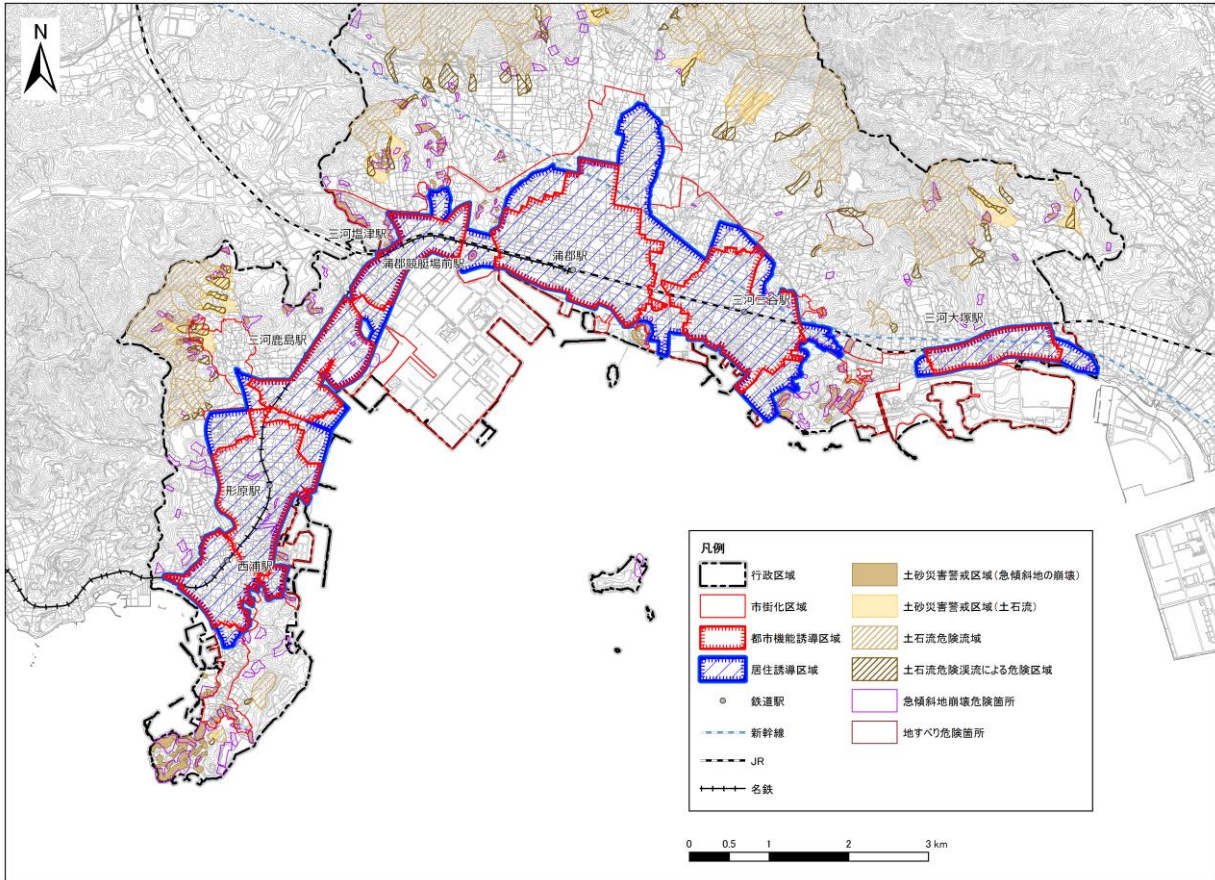 N
三河塩津駅
蒲郡競艇場前駅
蒲郡駅
三河三谷駅
三河大塚駅
三河鹿島駅
形原駅
西浦駅
凡例
行政区域
市街化区域
都市機能誘導区域
居住誘導区域
鉄道駅
新幹線
JR
名鉄
土砂災害警戒区域(急傾斜地の崩壊)
土砂災害警戒区域(土石流)
土石流危険流域
土石流危険渓流による危険区域
急傾斜地崩壊危険箇所
地すべり危険箇所
0 0.5 1 2 3 km